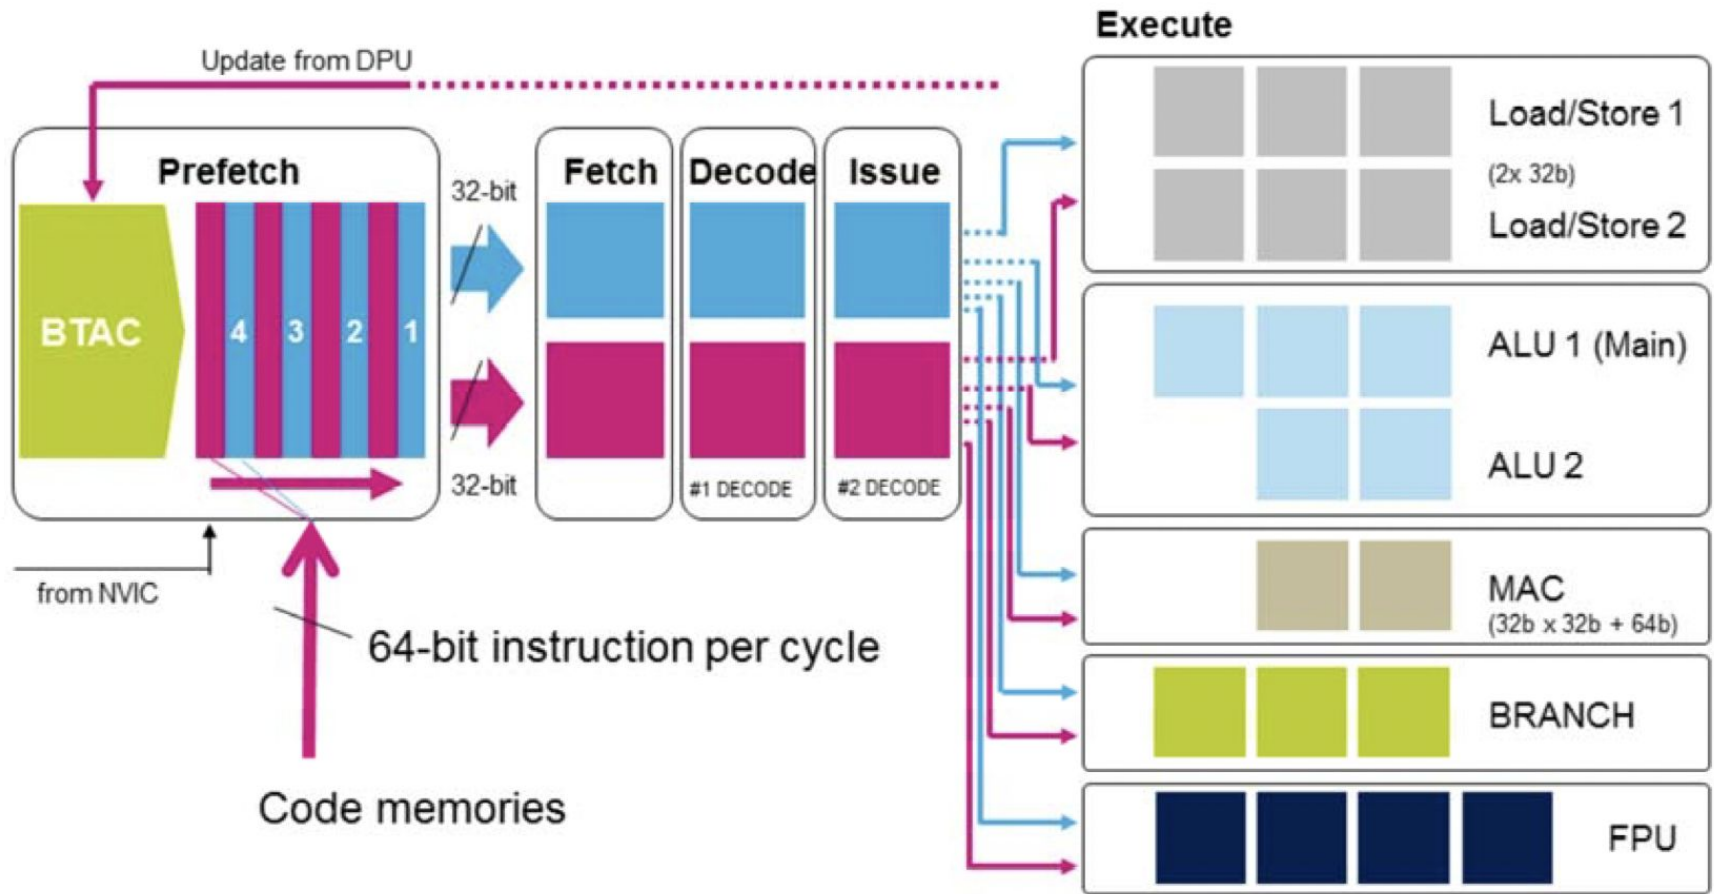 Execute
Update from DPU
Prefetch
BTAC
4 3 2 1
32-bit
32-bit
Fetch
Decode
#1 DECODE
Issue
#2 DECODE
from NVIC
64-bit instruction per cycle
Code memories
Load/Store 1
(2x 32b)
Load/Store 2
ALU 1 (Main)
ALU 2
MAC
(32b x 32b + 64b)
BRANCH
FPU